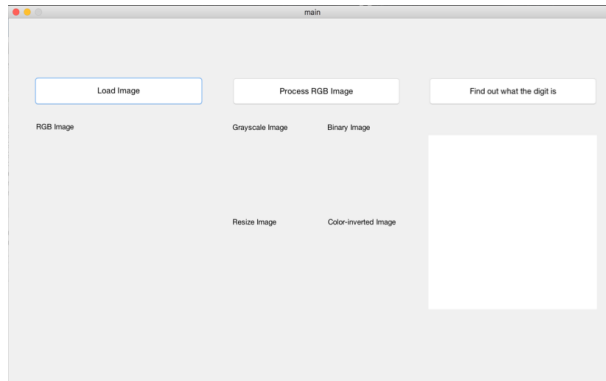 main
Load Image
Process RGB Image
Find out what the digit is
RGB Image
Grayscale Image
Binary Image
Resize Image
Color-inverted Image